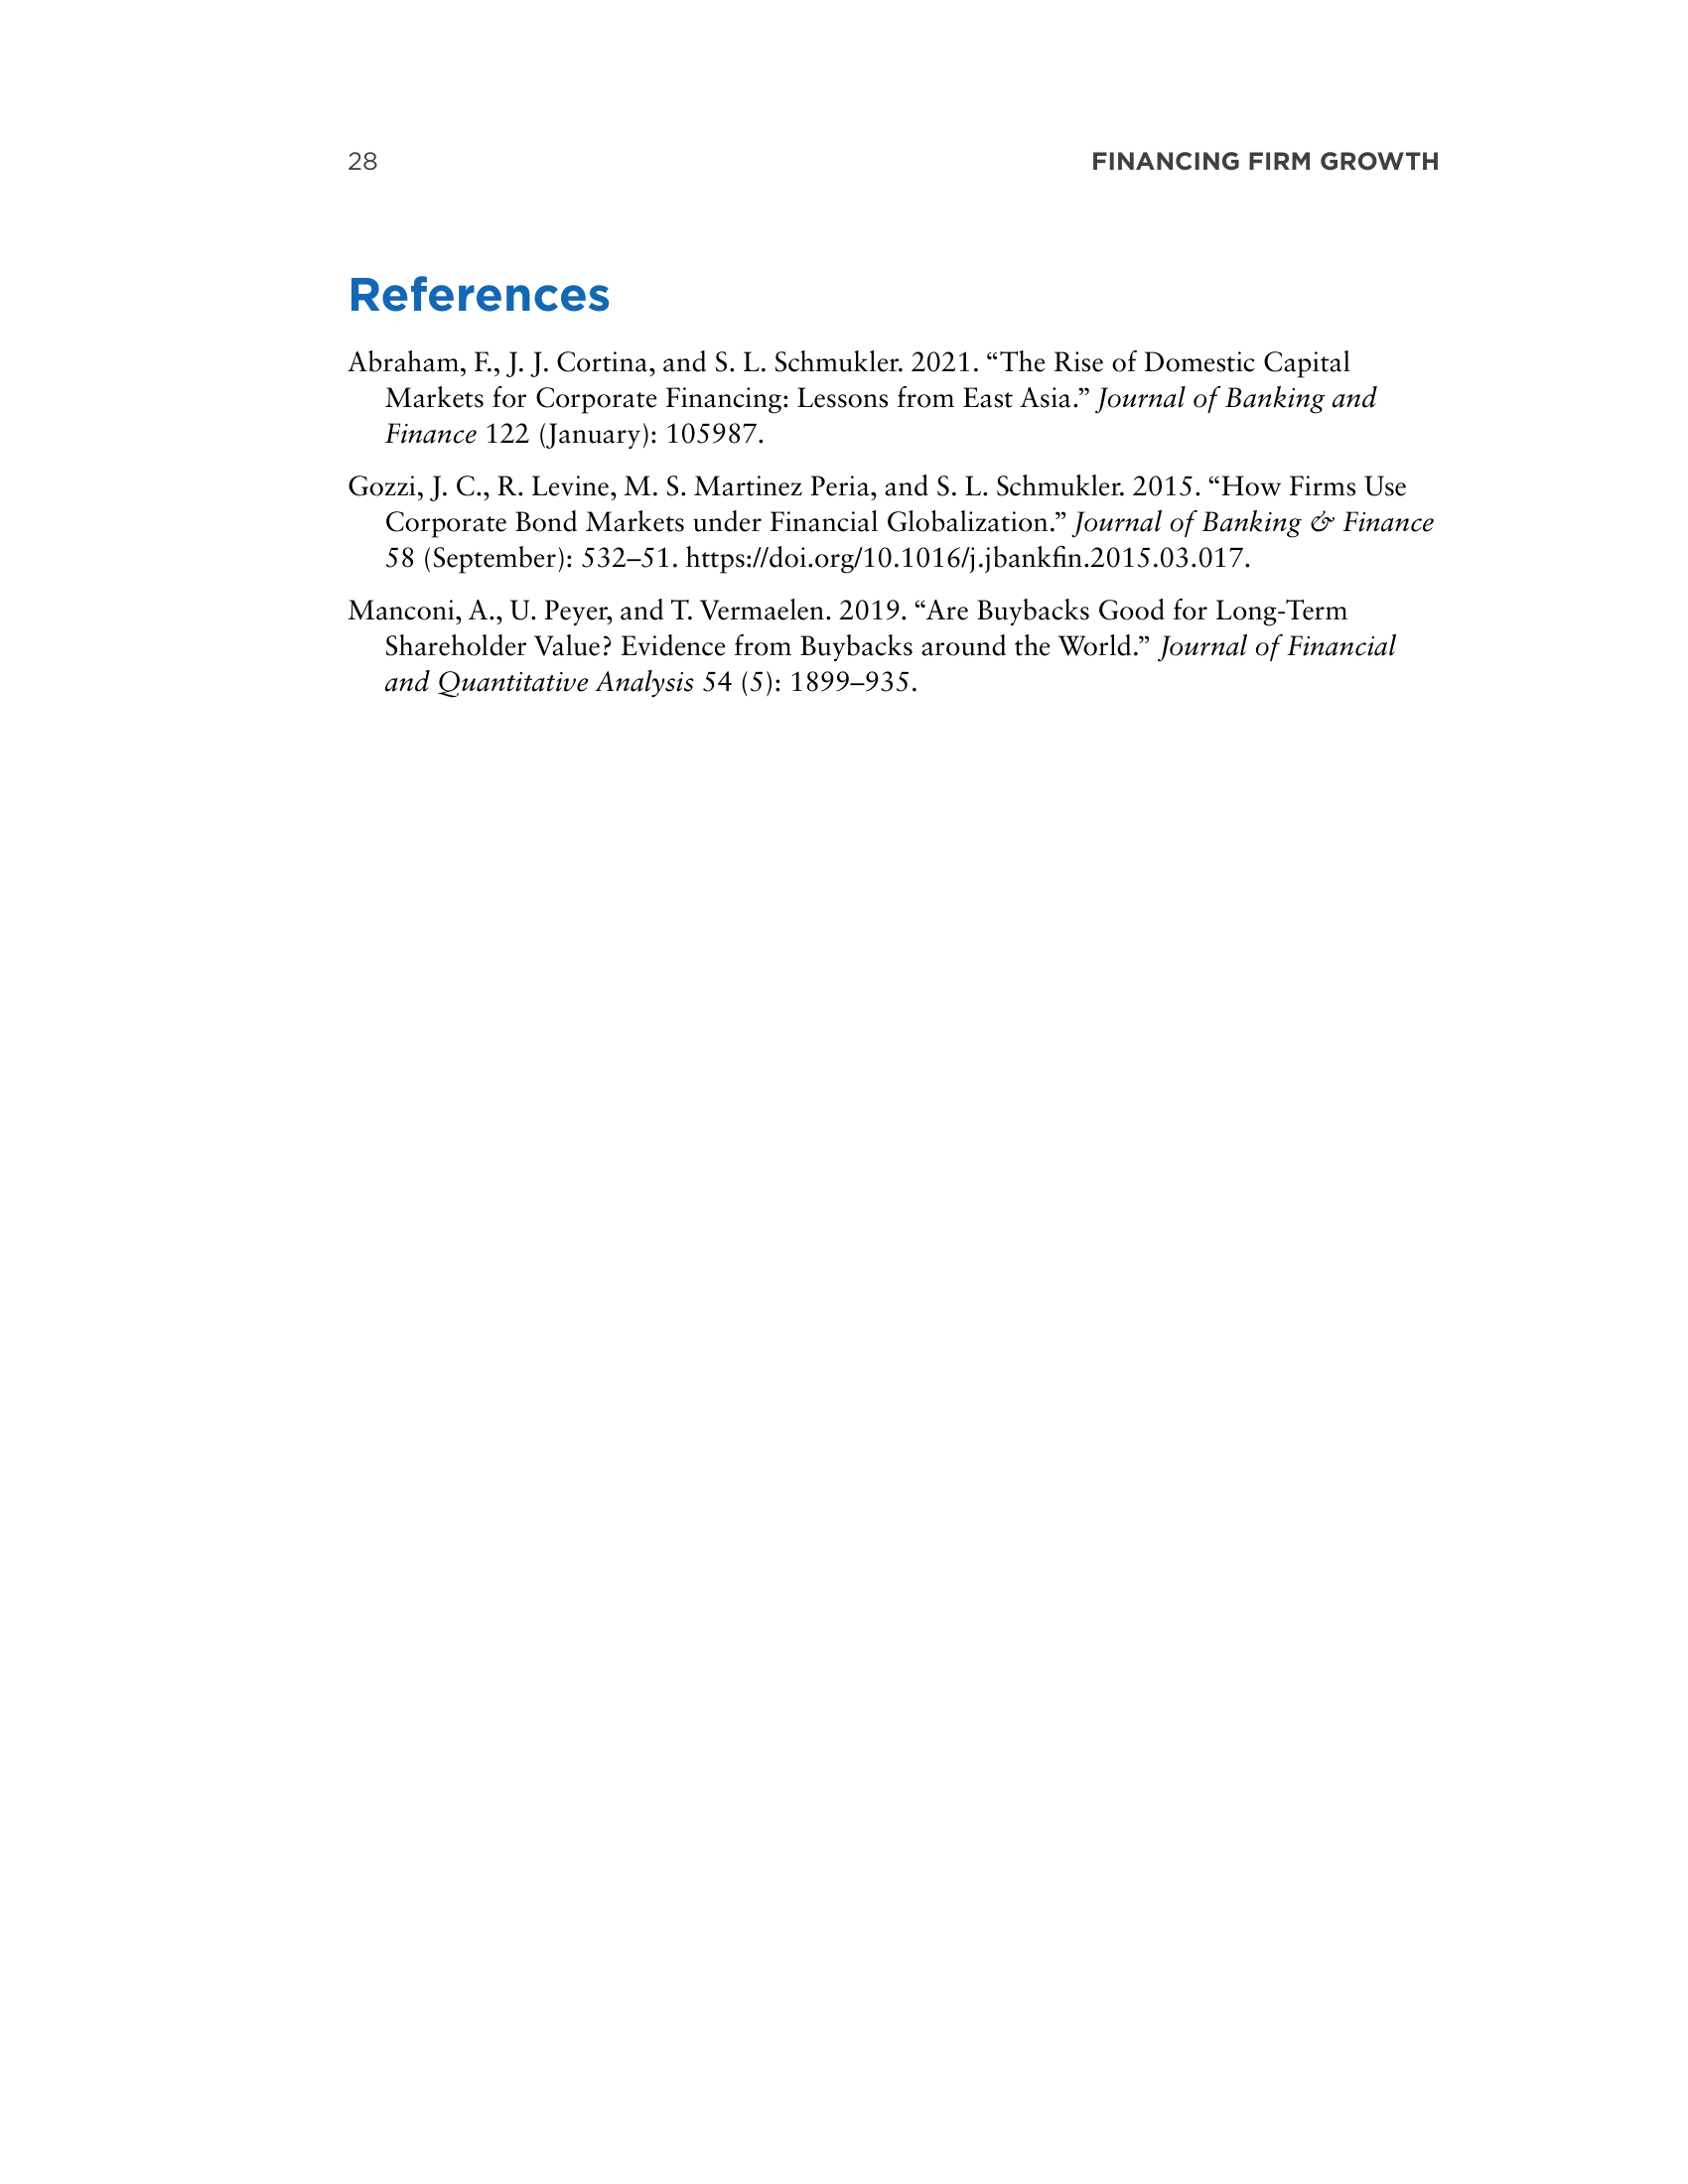 28 FINANCING FIRM GROWTH
References
Abraham, F., J. J. Cortina, and S. L. Schmukler. 2021. “The Rise of Domestic Capital
Markets for Corporate Financing: Lessons from East Asia.” Journal of Banking and
Finance 122 (January): 105987.
Gozzi, J. C., R. Levine, M. S. Martinez Peria, and S. L. Schmukler. 2015. “How Firms Use
Corporate Bond Markets under Financial Globalization.” Journal of Banking & Finance
58 (September): 532–51. https://doi.org/10.1016/j.jbankfin.2015.03.017.
Manconi, A., U. Peyer, and T. Vermaelen. 2019. “Are Buybacks Good for Long-Term
Shareholder Value? Evidence from Buybacks around the World.” Journal of Financial
and Quantitative Analysis 54 (5): 1899–935.